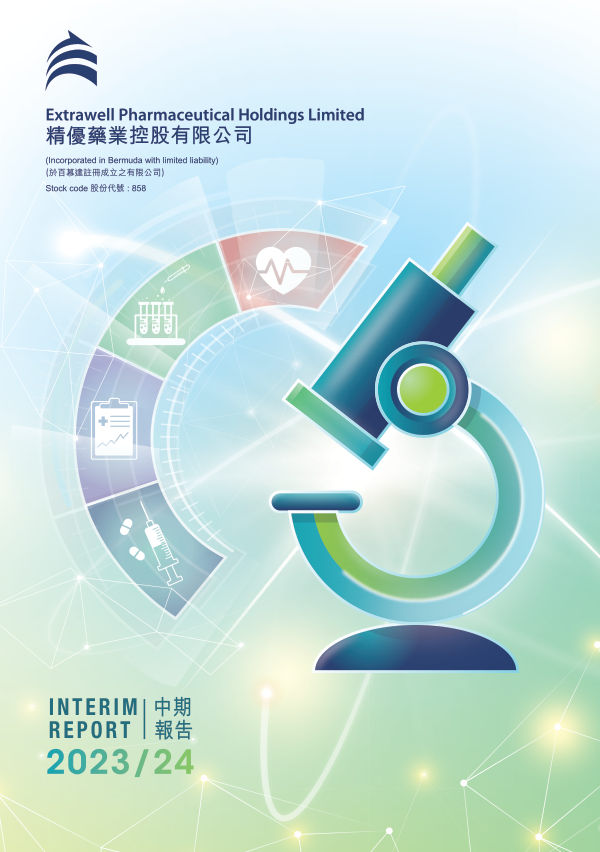 Extrawell Pharmaceutical Holdings Limited
精優藥業控股有限公司
(Incorporated in Bermuda with limited liability)
(於百慕達註冊成立之有限公司)
Stock code 股份代號 : 858
INTERIM
REPORT
中期
報告
2023/24